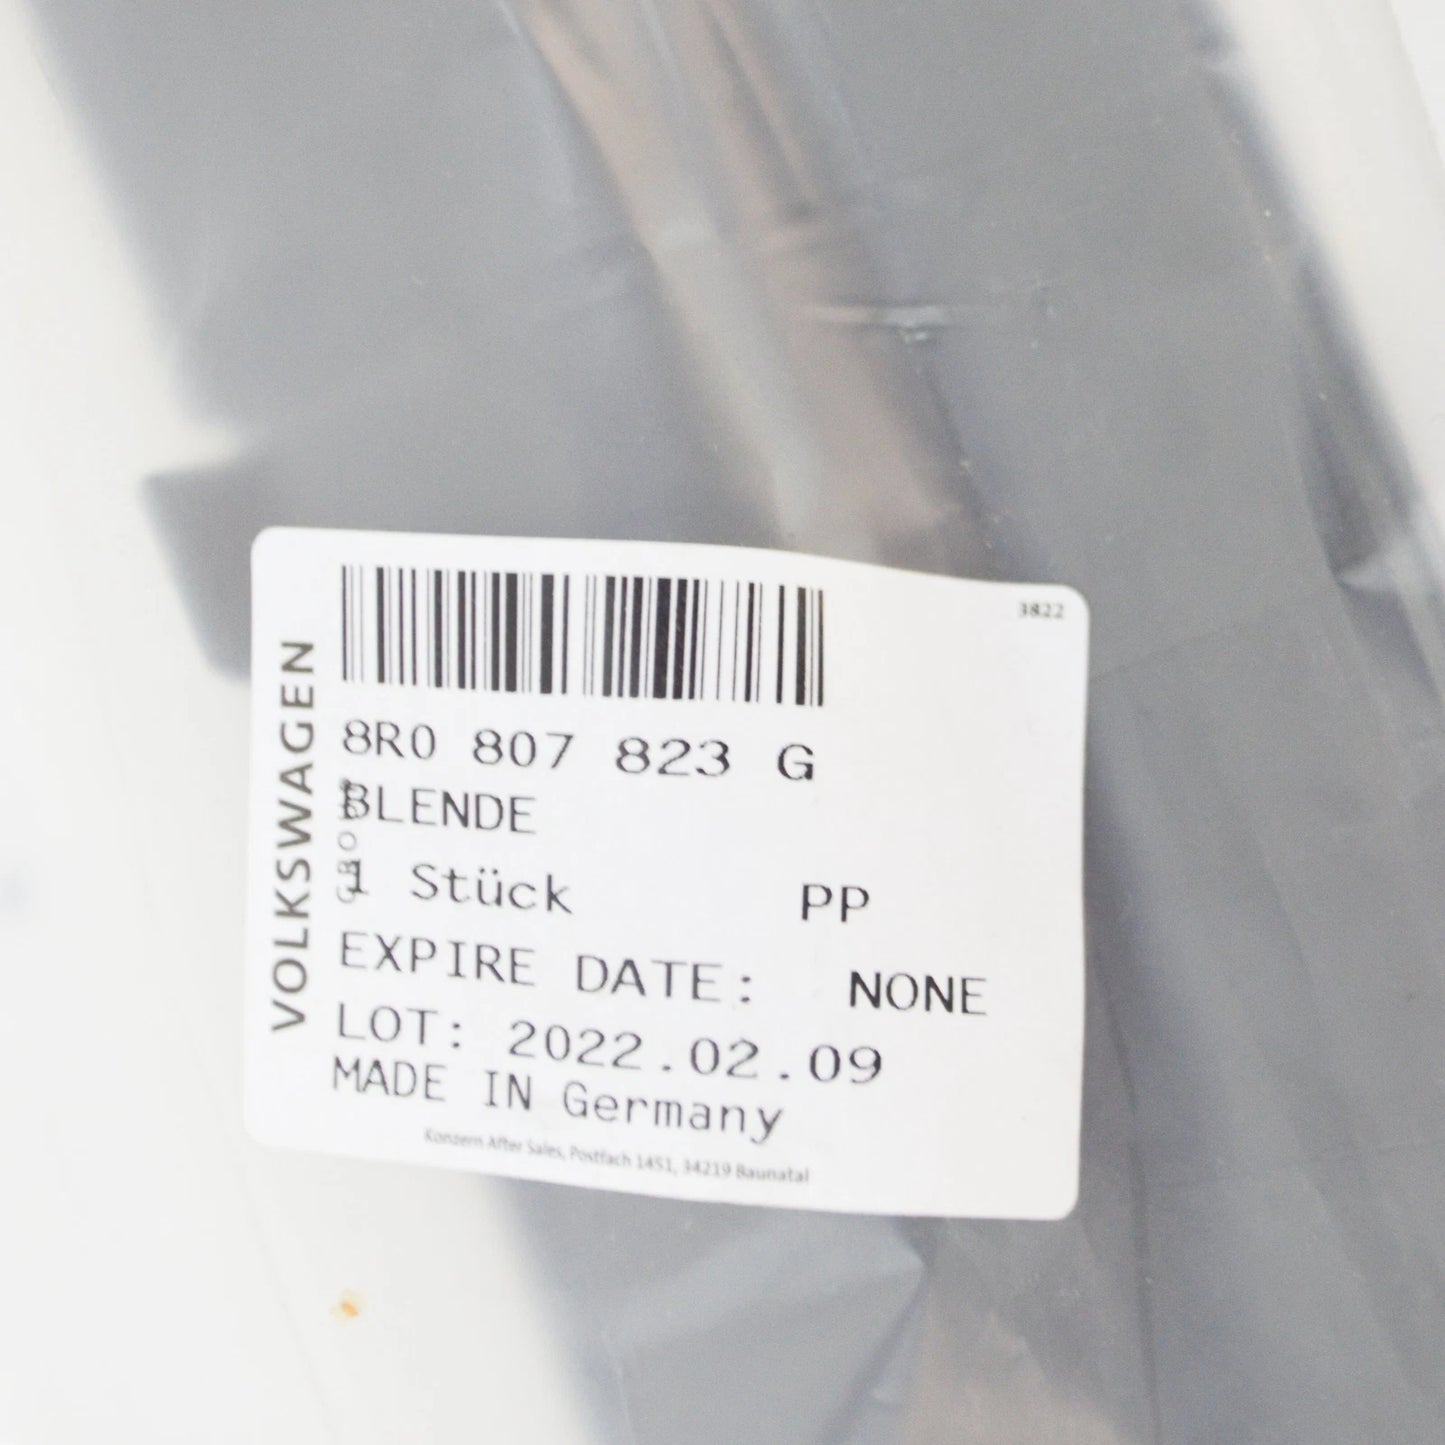 3822
VOLKSWAGEN
8R0 807 823 G
BLENDE
1 Stück PP
EXPIRE DATE: NONE
LOT: 2022.02.09
MADE IN Germany
Konzern After Sales, Postfach 1451, 34219 Baunatal